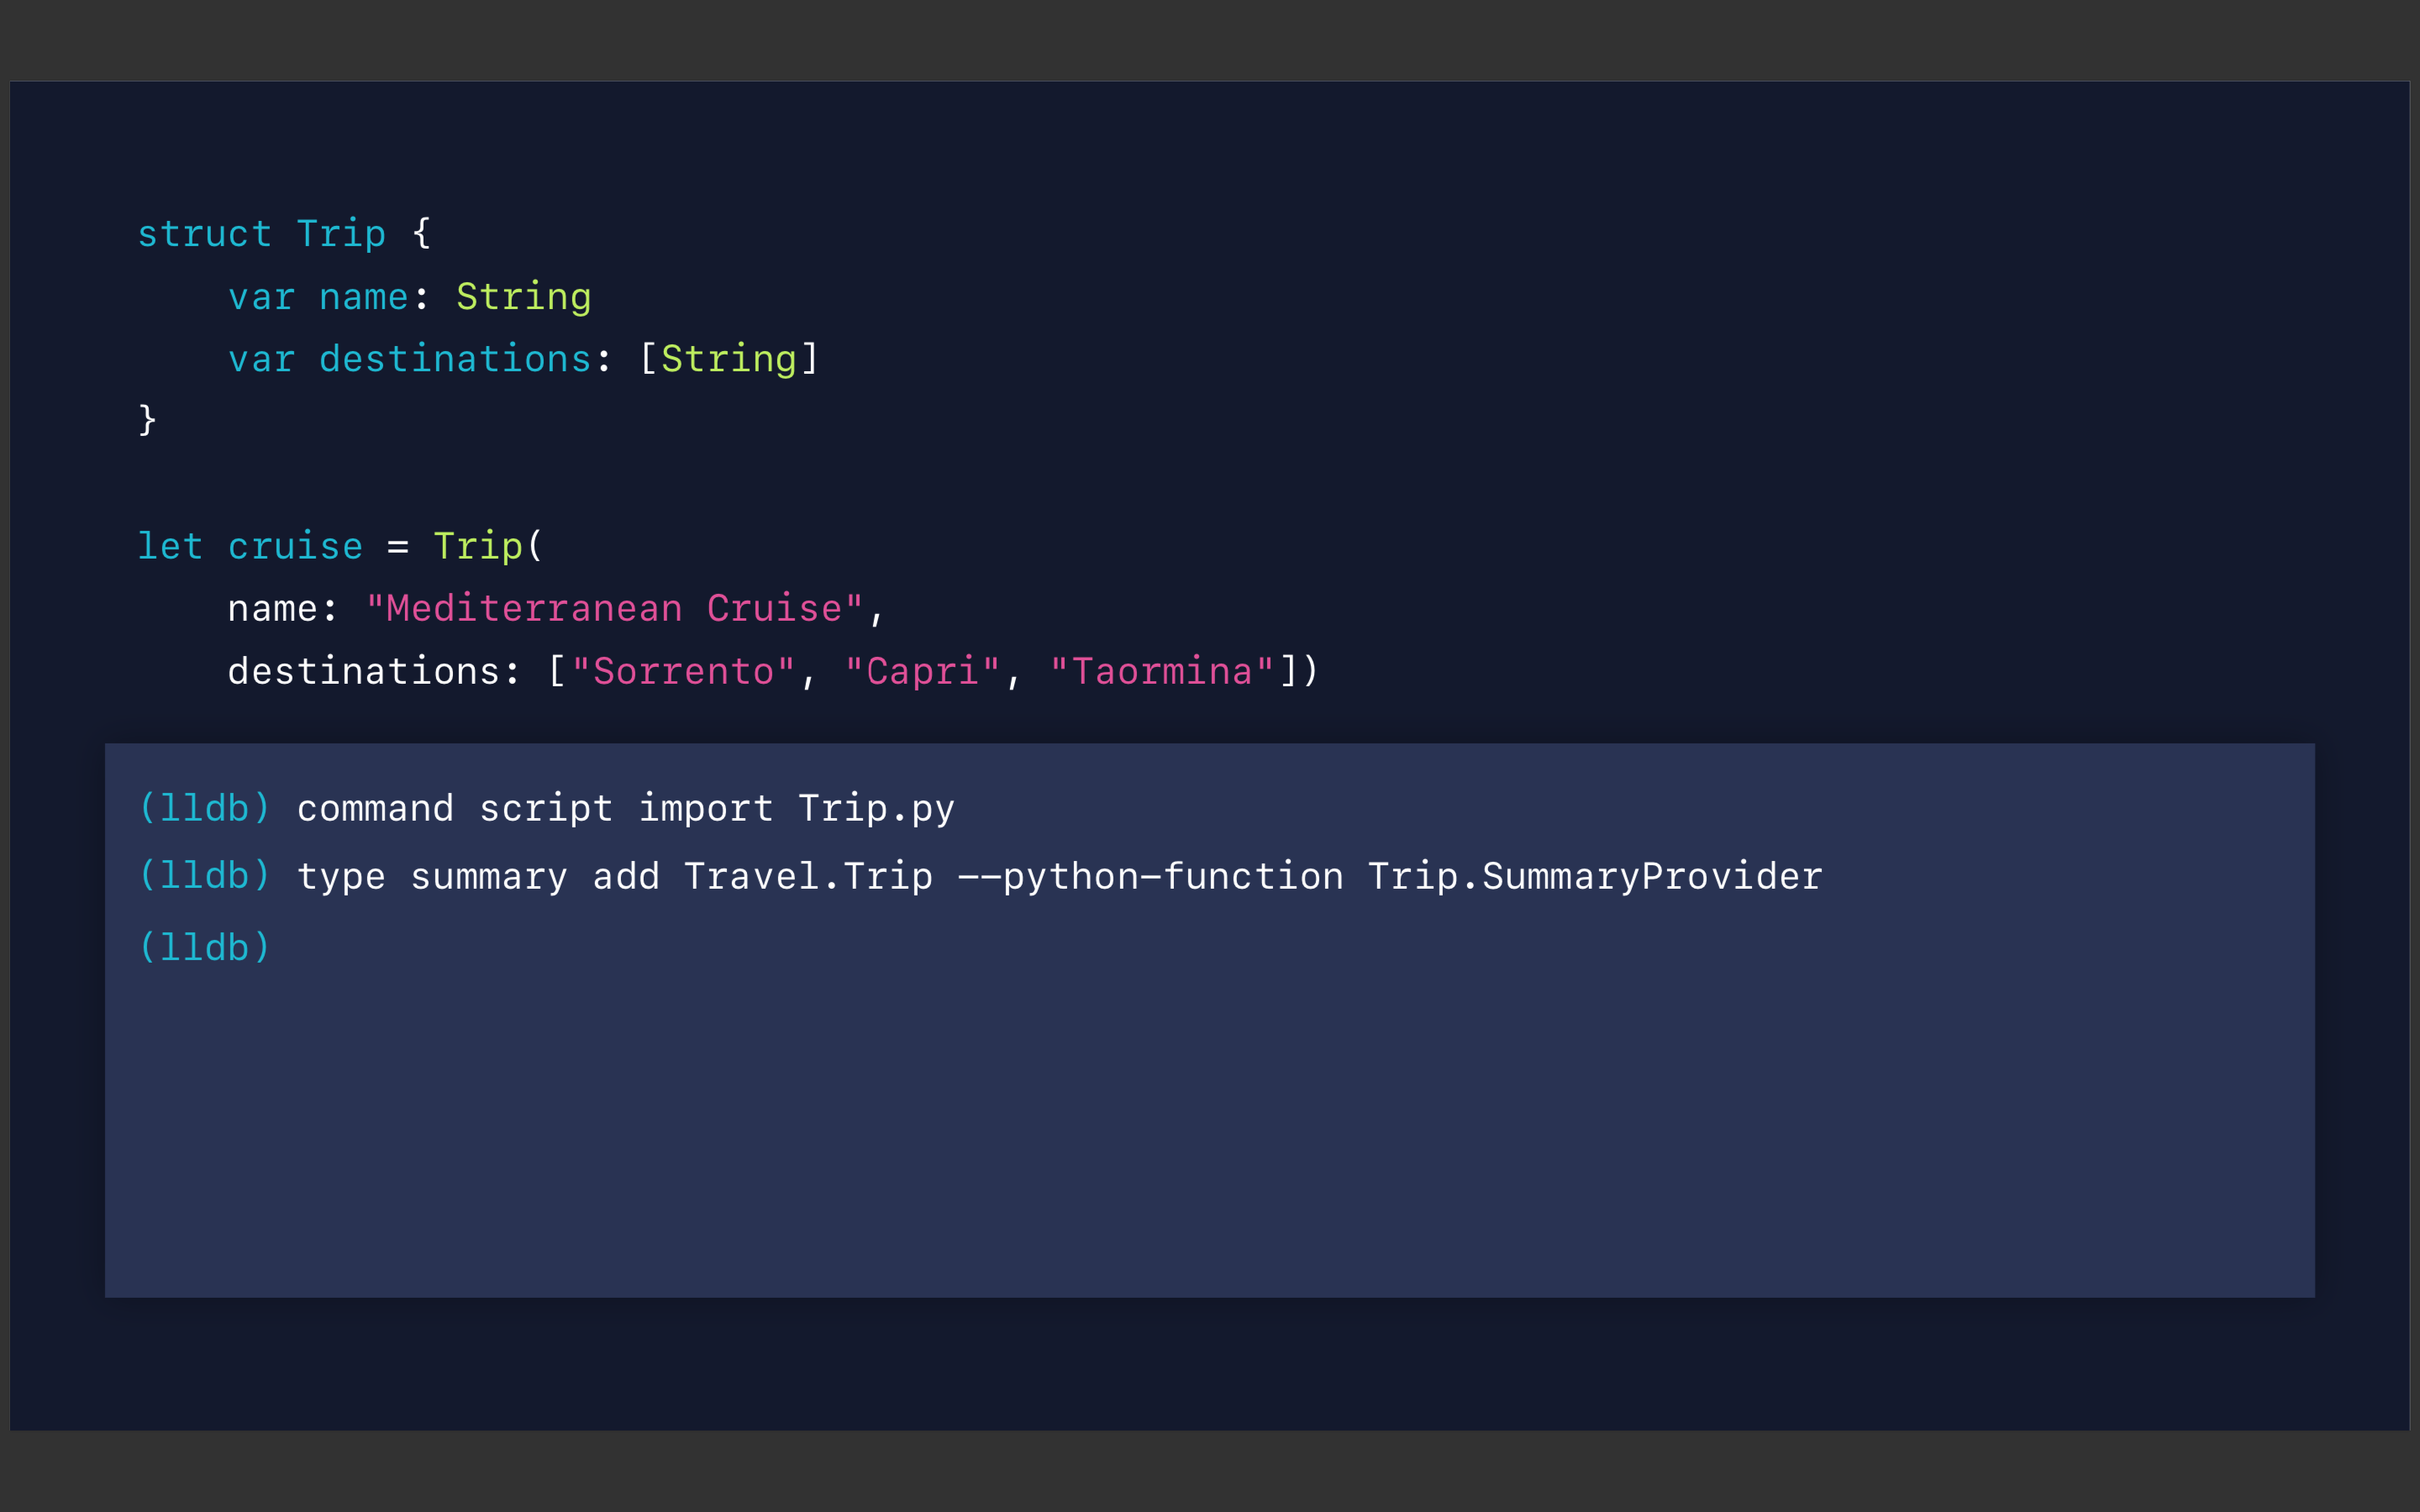 struct Trip {
    var name: String
    var destinations: [String]
}
let cruise = Trip(
    name: "Mediterranean Cruise",
    destinations: ["Sorrento", "Capri", "Taormina"])
(lldb) command script import Trip.py
(lldb) type summary add Travel.Trip --python-function Trip.SummaryProvider
(lldb)